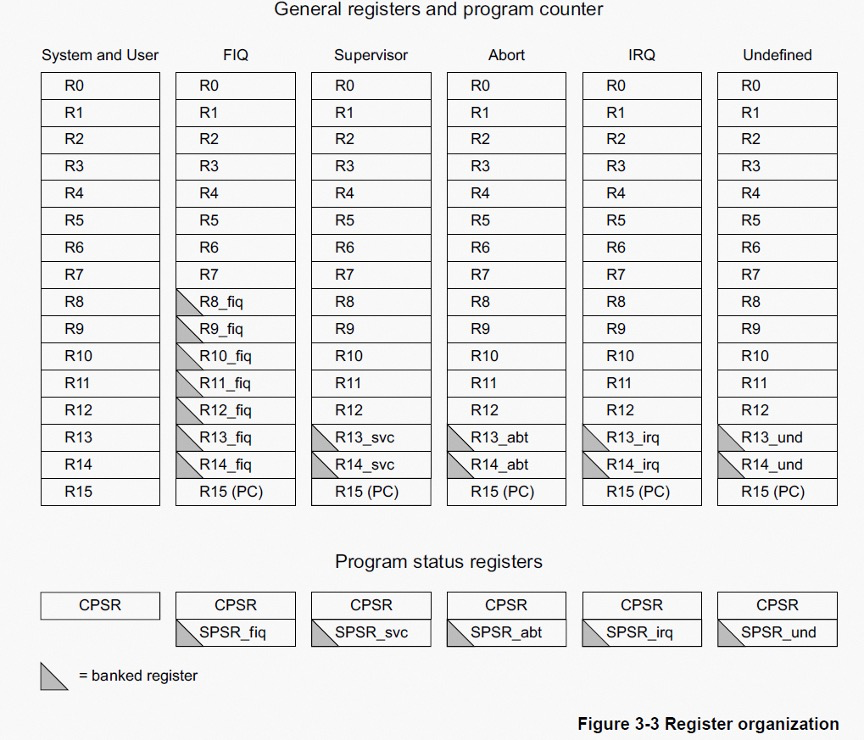 General registers and program counter
System and User FIQ Supervisor Abort IRQ Undefined
R0 R0 R0 R0 R0 R0
R1 R1 R1 R1 R1 R1
R2 R2 R2 R2 R2 R2
R3 R3 R3 R3 R3 R3
R4 R4 R4 R4 R4 R4
R5 R5 R5 R5 R5 R5
R6 R6 R6 R6 R6 R6
R7 R7 R7 R7 R7 R7
R8 R8_fiq R8 R8 R8 R8
R9 R9_fiq R9 R9 R9 R9
R10 R10_fiq R10 R10 R10 R10
R11 R11_fiq R11 R11 R11 R11
R12 R12_fiq R12 R12 R12 R12
R13 R13_fiq R13_svc R13_abt R13_irq R13_und
R14 R14_fiq R14_svc R14_abt R14_irq R14_und
R15 R15 (PC) R15 (PC) R15 (PC) R15 (PC) R15 (PC)
Program status registers
CPSR CPSR CPSR CPSR CPSR CPSR
SPSR_fiq SPSR_svc SPSR_abt SPSR_irq SPSR_und
= banked register
Figure 3-3 Register organization